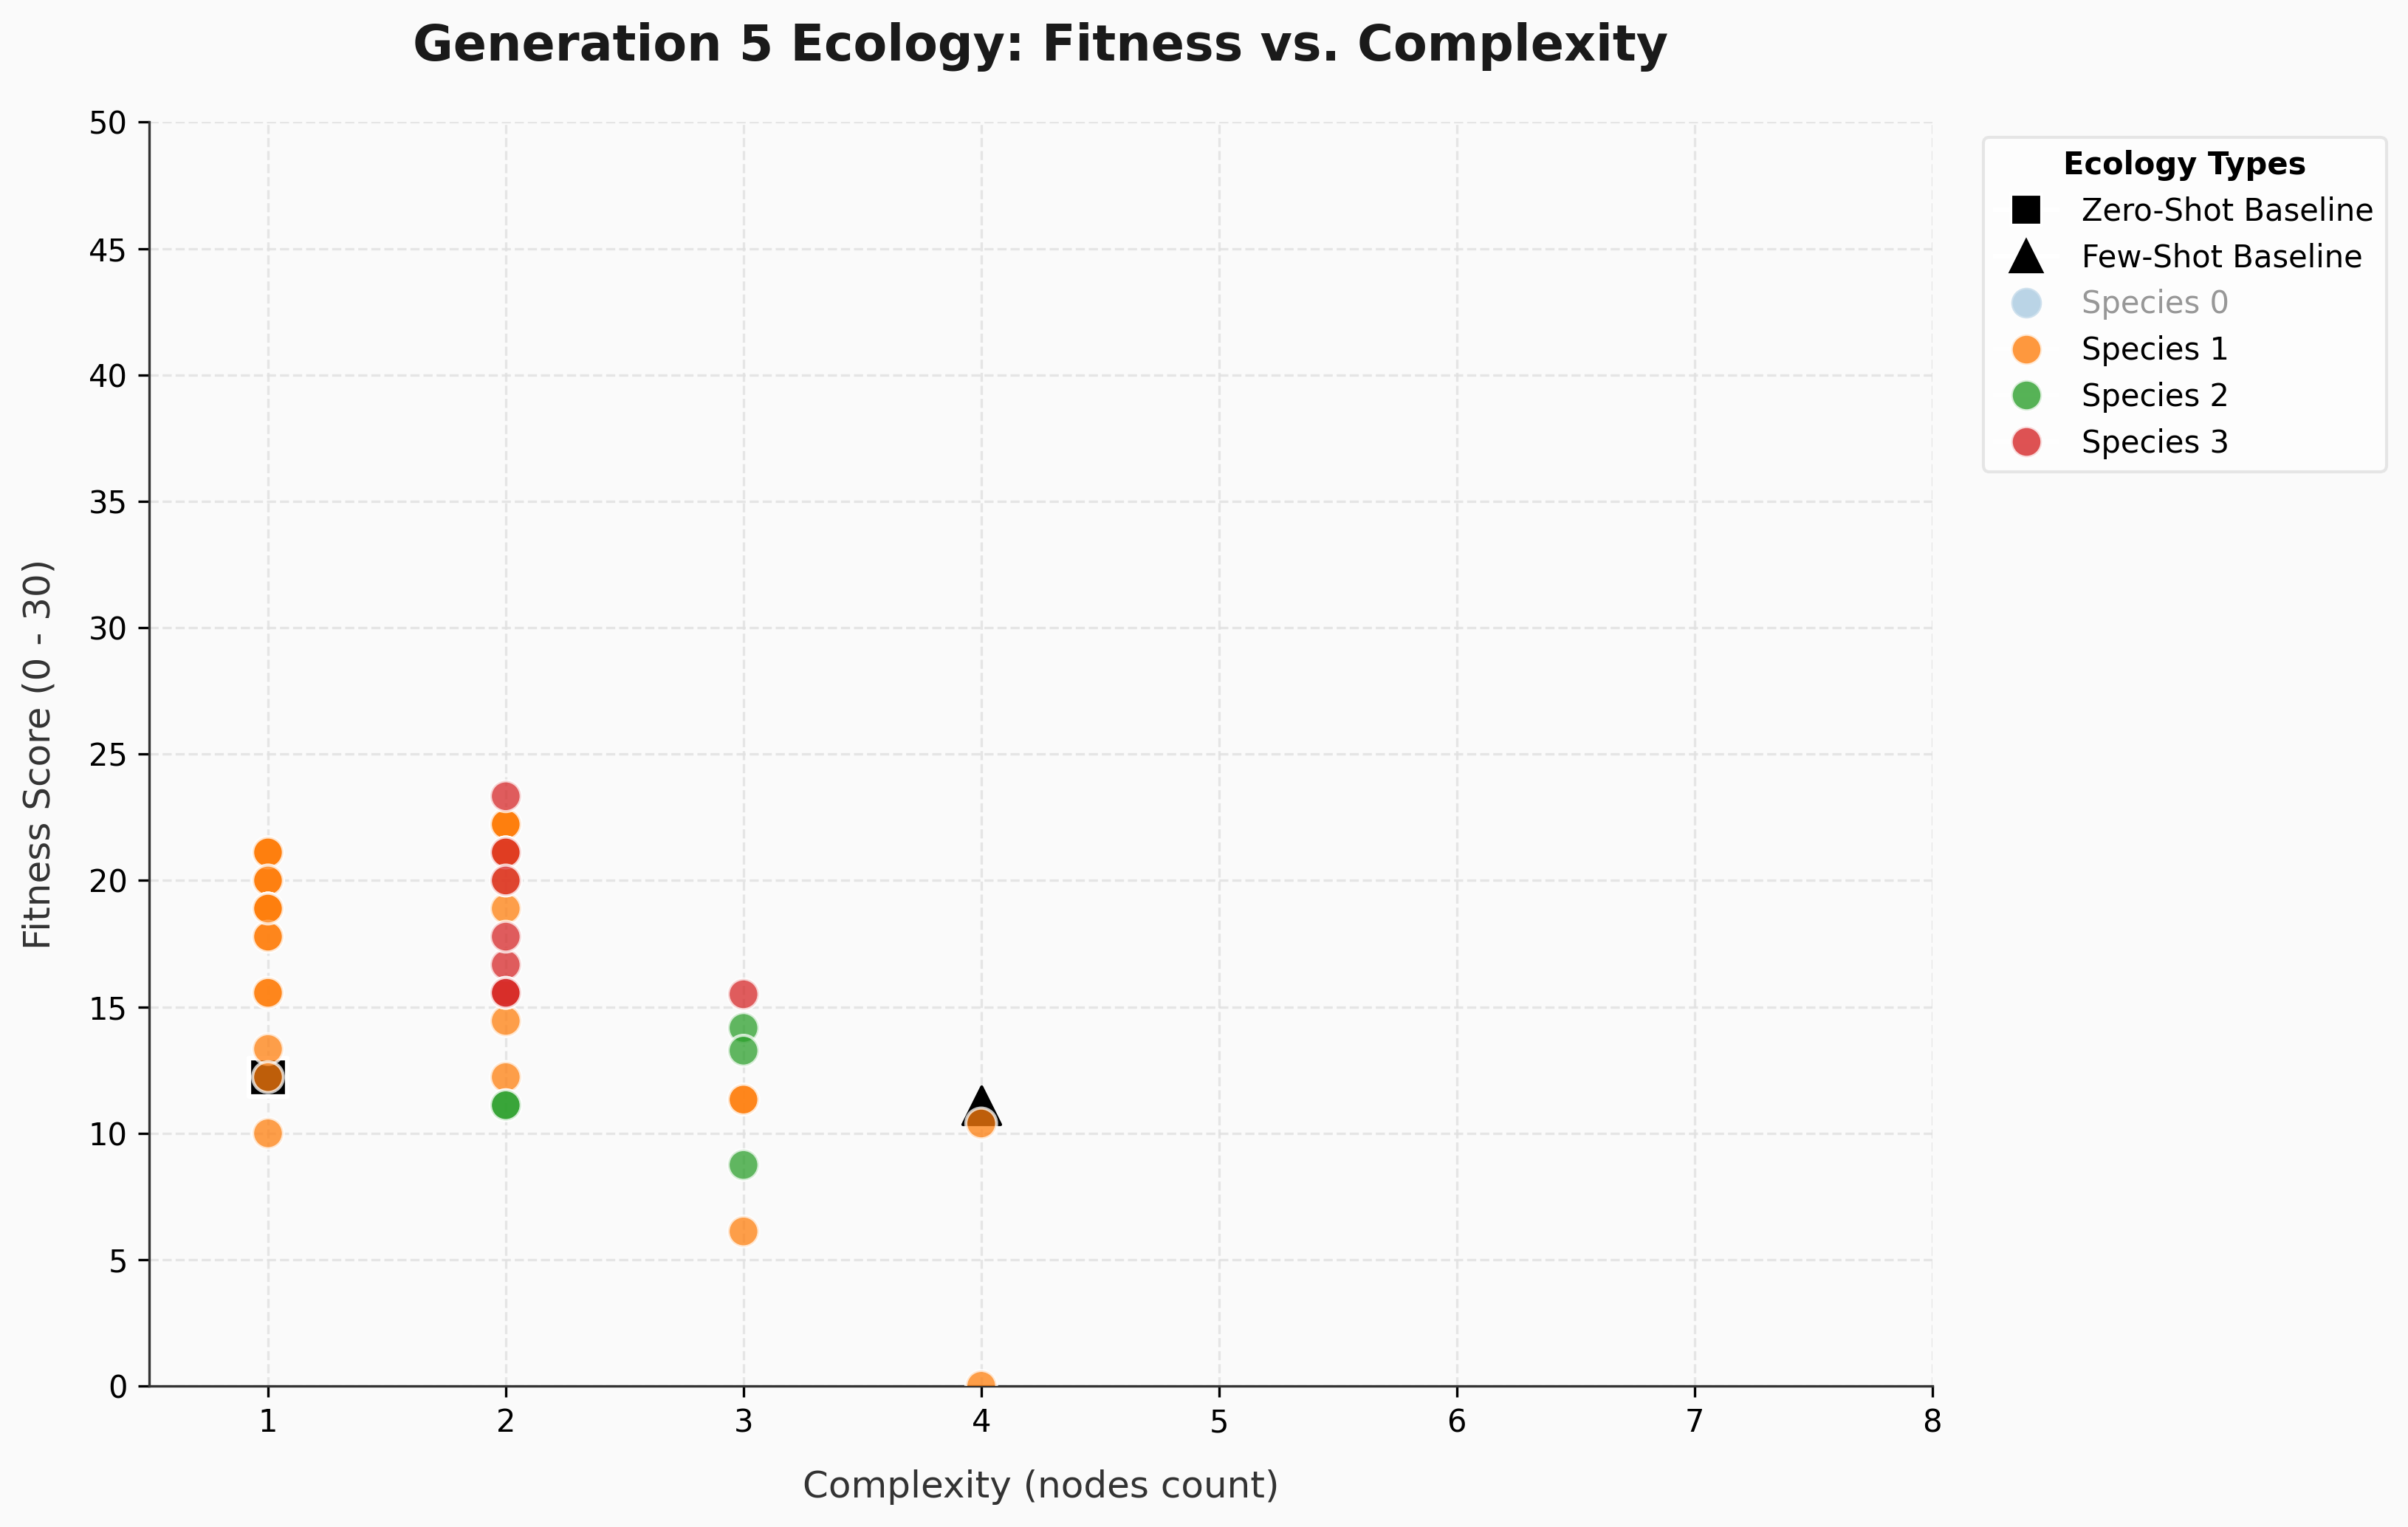 Generation 5 Ecology: Fitness vs. Complexity
50
45
40
35
30
25
20
15
10
5
0
Fitness Score (0 - 30)
1 2 3 4 5 6 7 8
Complexity (nodes count)
Ecology Types
Zero-Shot Baseline
Few-Shot Baseline
Species 0
Species 1
Species 2
Species 3